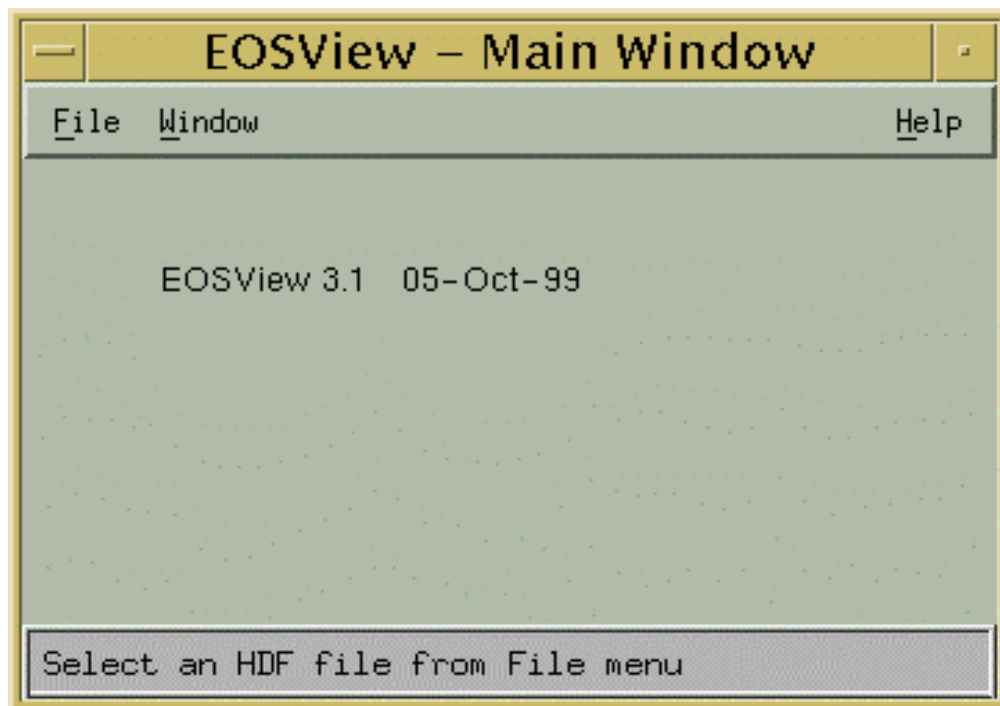 EOSView – Main Window
File Window Help
EOSView 3.1 05-Oct-99
Select an HDF file from File menu